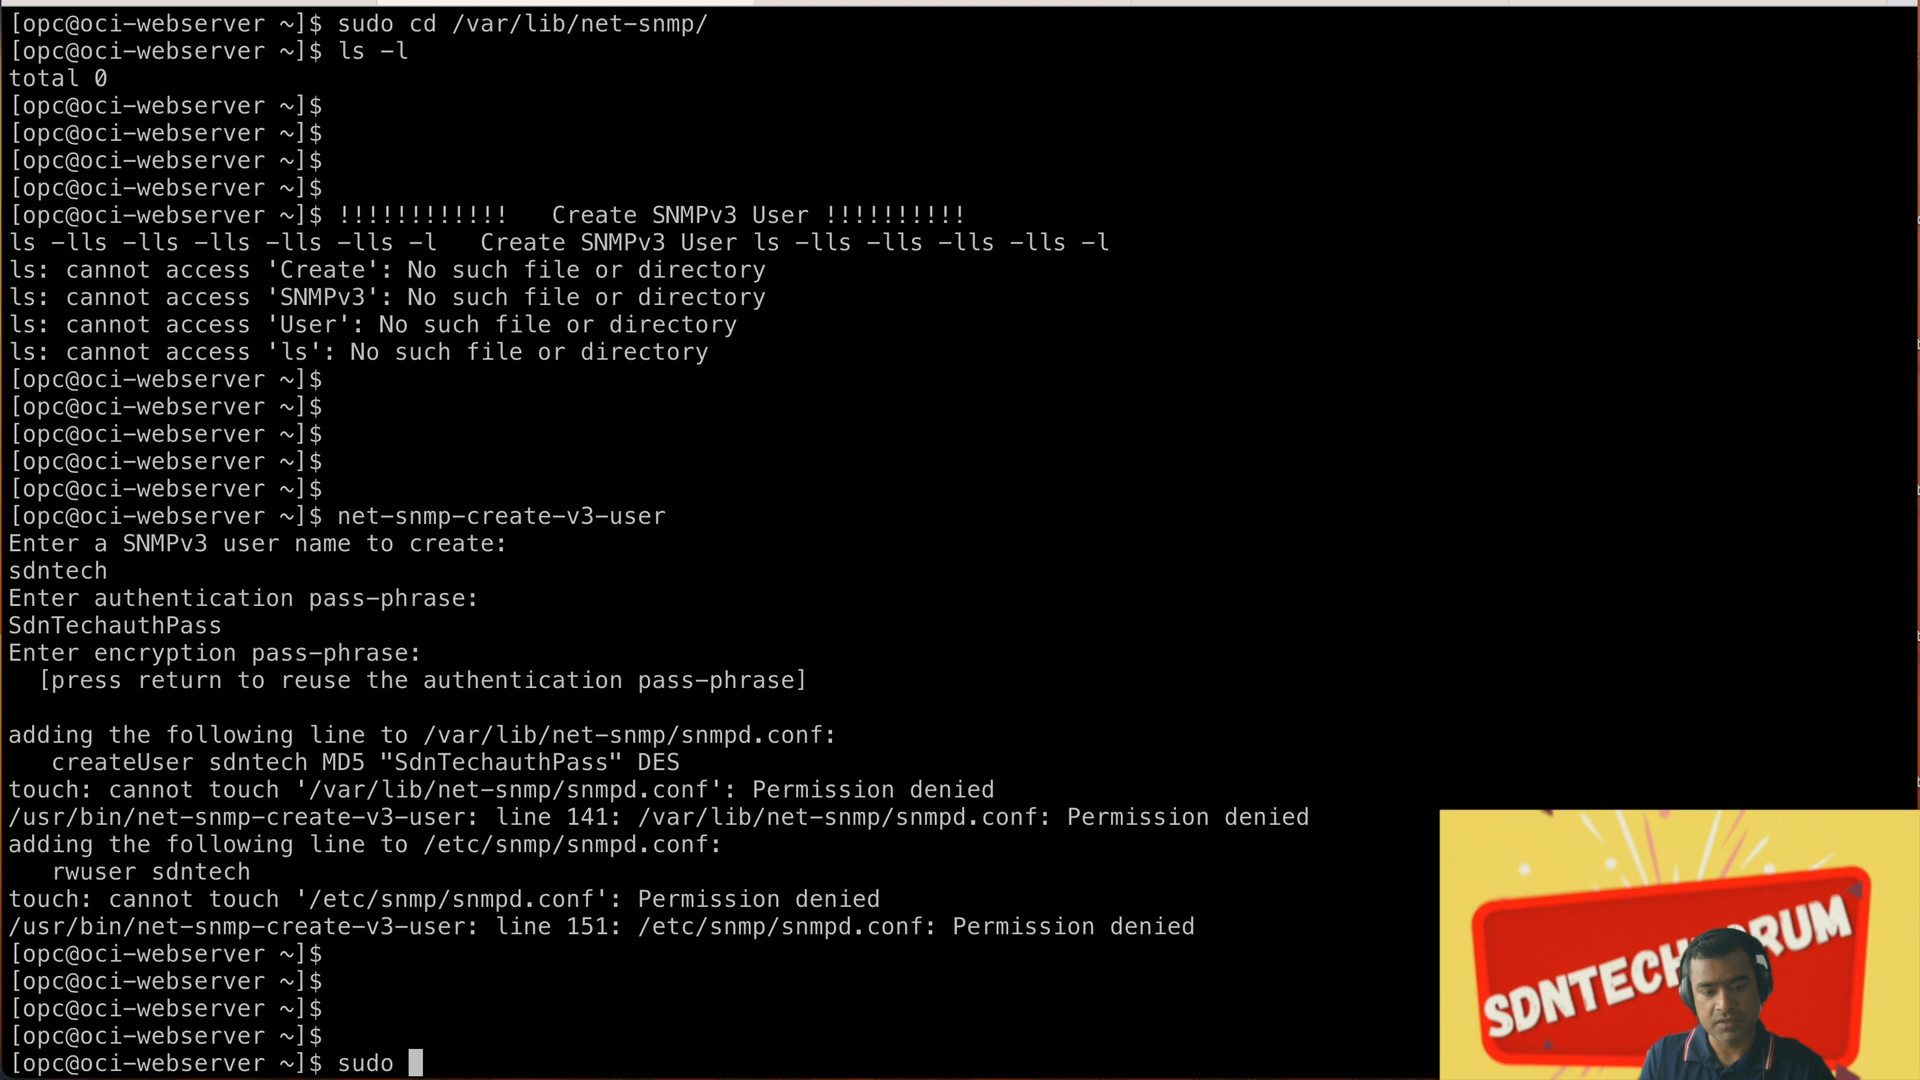 [opc@oci-webserver ~]$ sudo cd /var/lib/net-snmp/
[opc@oci-webserver ~]$ ls -l
total 0
[opc@oci-webserver ~]$
[opc@oci-webserver ~]$
[opc@oci-webserver ~]$
[opc@oci-webserver ~]$
[opc@oci-webserver ~]$ !!!!!!!!!!!!   Create SNMPv3 User !!!!!!!!!!
ls -lls -lls -lls -lls -lls -l   Create SNMPv3 User ls -lls -lls -lls -lls -l
ls: cannot access 'Create': No such file or directory
ls: cannot access 'SNMPv3': No such file or directory
ls: cannot access 'User': No such file or directory
ls: cannot access 'ls': No such file or directory
[opc@oci-webserver ~]$
[opc@oci-webserver ~]$
[opc@oci-webserver ~]$
[opc@oci-webserver ~]$
[opc@oci-webserver ~]$
[opc@oci-webserver ~]$ net-snmp-create-v3-user
Enter a SNMPv3 user name to create:
sdntech
Enter authentication pass-phrase:
SdnTechauthPass
Enter encryption pass-phrase:
  [press return to reuse the authentication pass-phrase]
adding the following line to /var/lib/net-snmp/snmpd.conf:
   createUser sdntech MD5 "SdnTechauthPass" DES
touch: cannot touch '/var/lib/net-snmp/snmpd.conf': Permission denied
/usr/bin/net-snmp-create-v3-user: line 141: /var/lib/net-snmp/snmpd.conf: Permission denied
adding the following line to /etc/snmp/snmpd.conf:
   rwuser sdntech
touch: cannot touch '/etc/snmp/snmpd.conf': Permission denied
/usr/bin/net-snmp-create-v3-user: line 151: /etc/snmp/snmpd.conf: Permission denied
[opc@oci-webserver ~]$
[opc@oci-webserver ~]$
[opc@oci-webserver ~]$
[opc@oci-webserver ~]$
[opc@oci-webserver ~]$ sudo